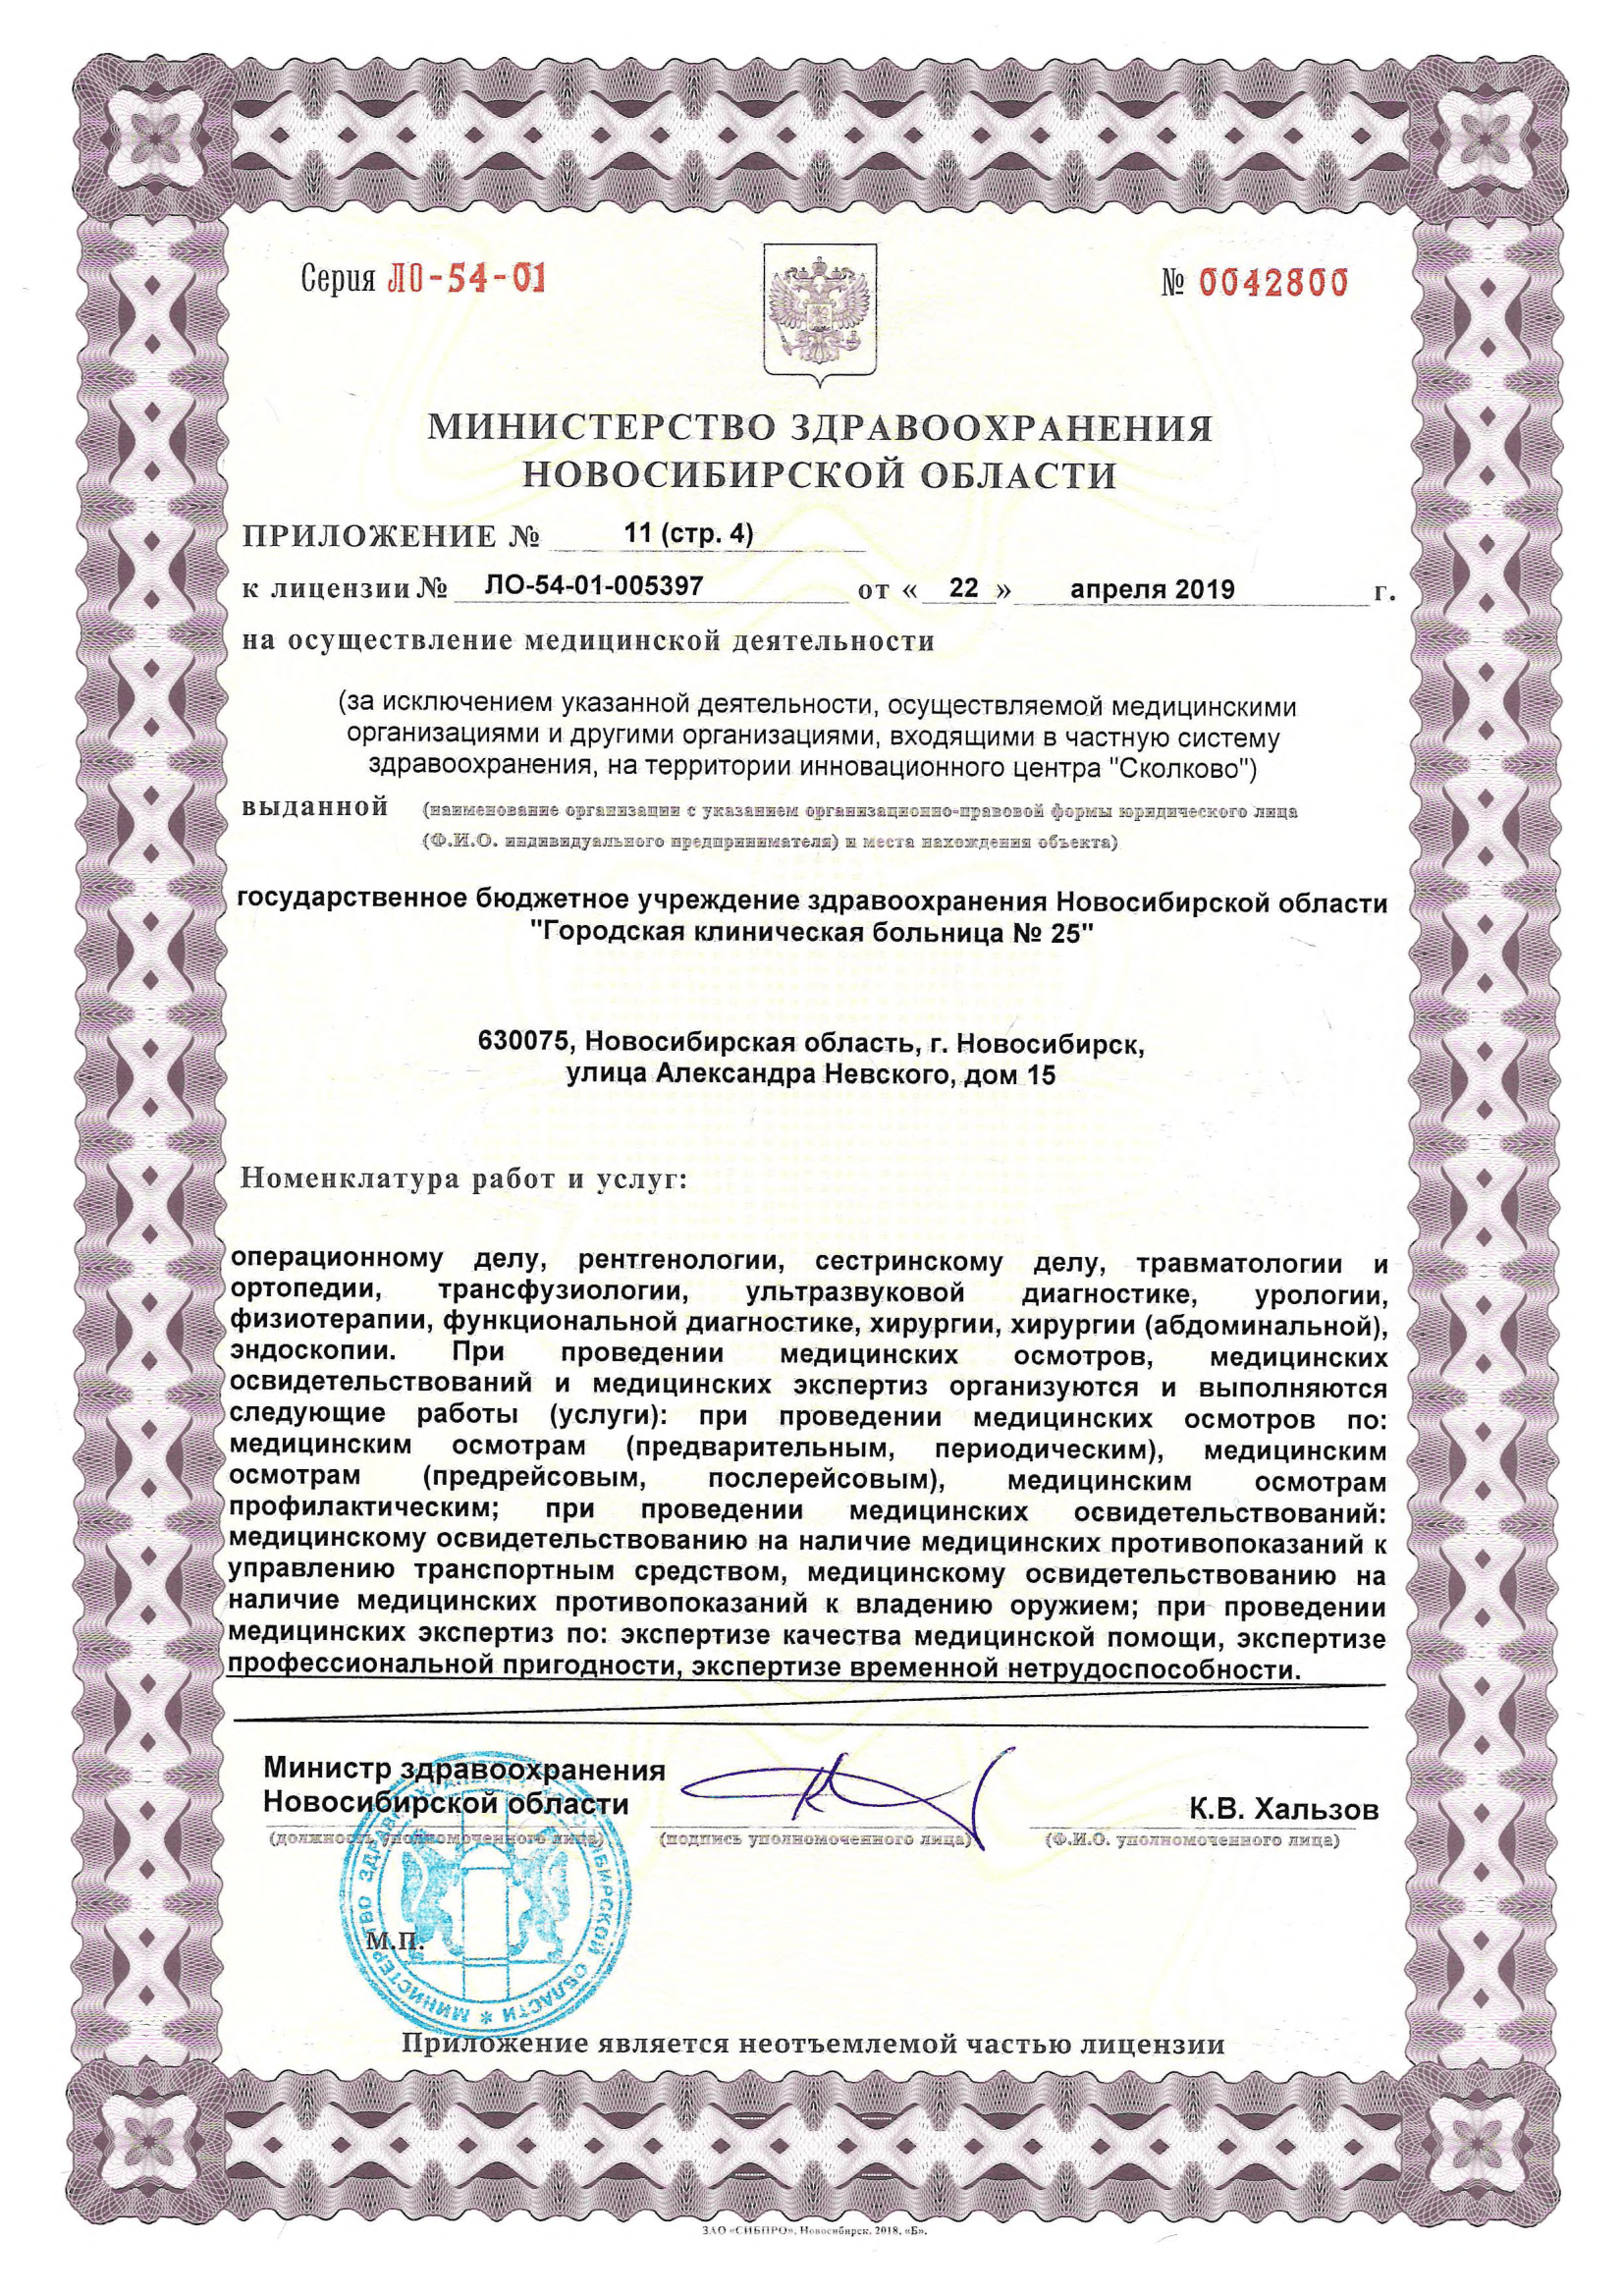 Серия ЛО-54-01
№ 0042800
МИНИСТЕРСТВО ЗДРАВООХРАНЕНИЯ
НОВОСИБИРСКОЙ ОБЛАСТИ
ПРИЛОЖЕНИЕ № 11 (стр. 4)
к лицензии № ЛО-54-01-005397 от « 22 » апреля 2019 г.
на осуществление медицинской деятельности
(за исключением указанной деятельности, осуществляемой медицинскими
организациями и другими организациями, входящими в частную систему
здравоохранения, на территории инновационного центра "Сколково")
выданной (наименование организации с указанием организационно-правовой формы юридического лица
(Ф.И.О. индивидуального предпринимателя) и места нахождения объекта)
государственное бюджетное учреждение здравоохранения Новосибирской области
"Городская клиническая больница № 25"
630075, Новосибирская область, г. Новосибирск,
улица Александра Невского, дом 15
Номенклатура работ и услуг:
операционному делу, рентгенологии, сестринскому делу, травматологии и
ортопедии, трансфузиологии, ультразвуковой диагностике, урологии,
физиотерапии, функциональной диагностике, хирургии, хирургии (абдоминальной),
эндоскопии. При проведении медицинских осмотров, медицинских
освидетельствований и медицинских экспертиз организуются и выполняются
следующие работы (услуги): при проведении медицинских осмотров по:
медицинским осмотрам (предварительным, периодическим), медицинским
осмотрам (предрейсовым, послерейсовым), медицинским осмотрам
профилактическим; при проведении медицинских освидетельствований:
медицинскому освидетельствованию на наличие медицинских противопоказаний к
управлению транспортным средством, медицинскому освидетельствованию на
наличие медицинских противопоказаний к владению оружием; при проведении
медицинских экспертиз по: экспертизе качества медицинской помощи, экспертизе
профессиональной пригодности, экспертизе временной нетрудоспособности.
Министр здравоохранения
Новосибирской области
К.В. Хальзов
(должность уполномоченного лица)
(подпись уполномоченного лица)
(Ф.И.О. уполномоченного лица)
МИНИСТЕРСТВО ЗДРАВООХРАНЕНИЯ НОВОСИБИРСКОЙ ОБЛАСТИ *
М.П.
Приложение является неотъемлемой частью лицензии
ЗАО «СИБПРО», Новосибирск, 2018, «Б».